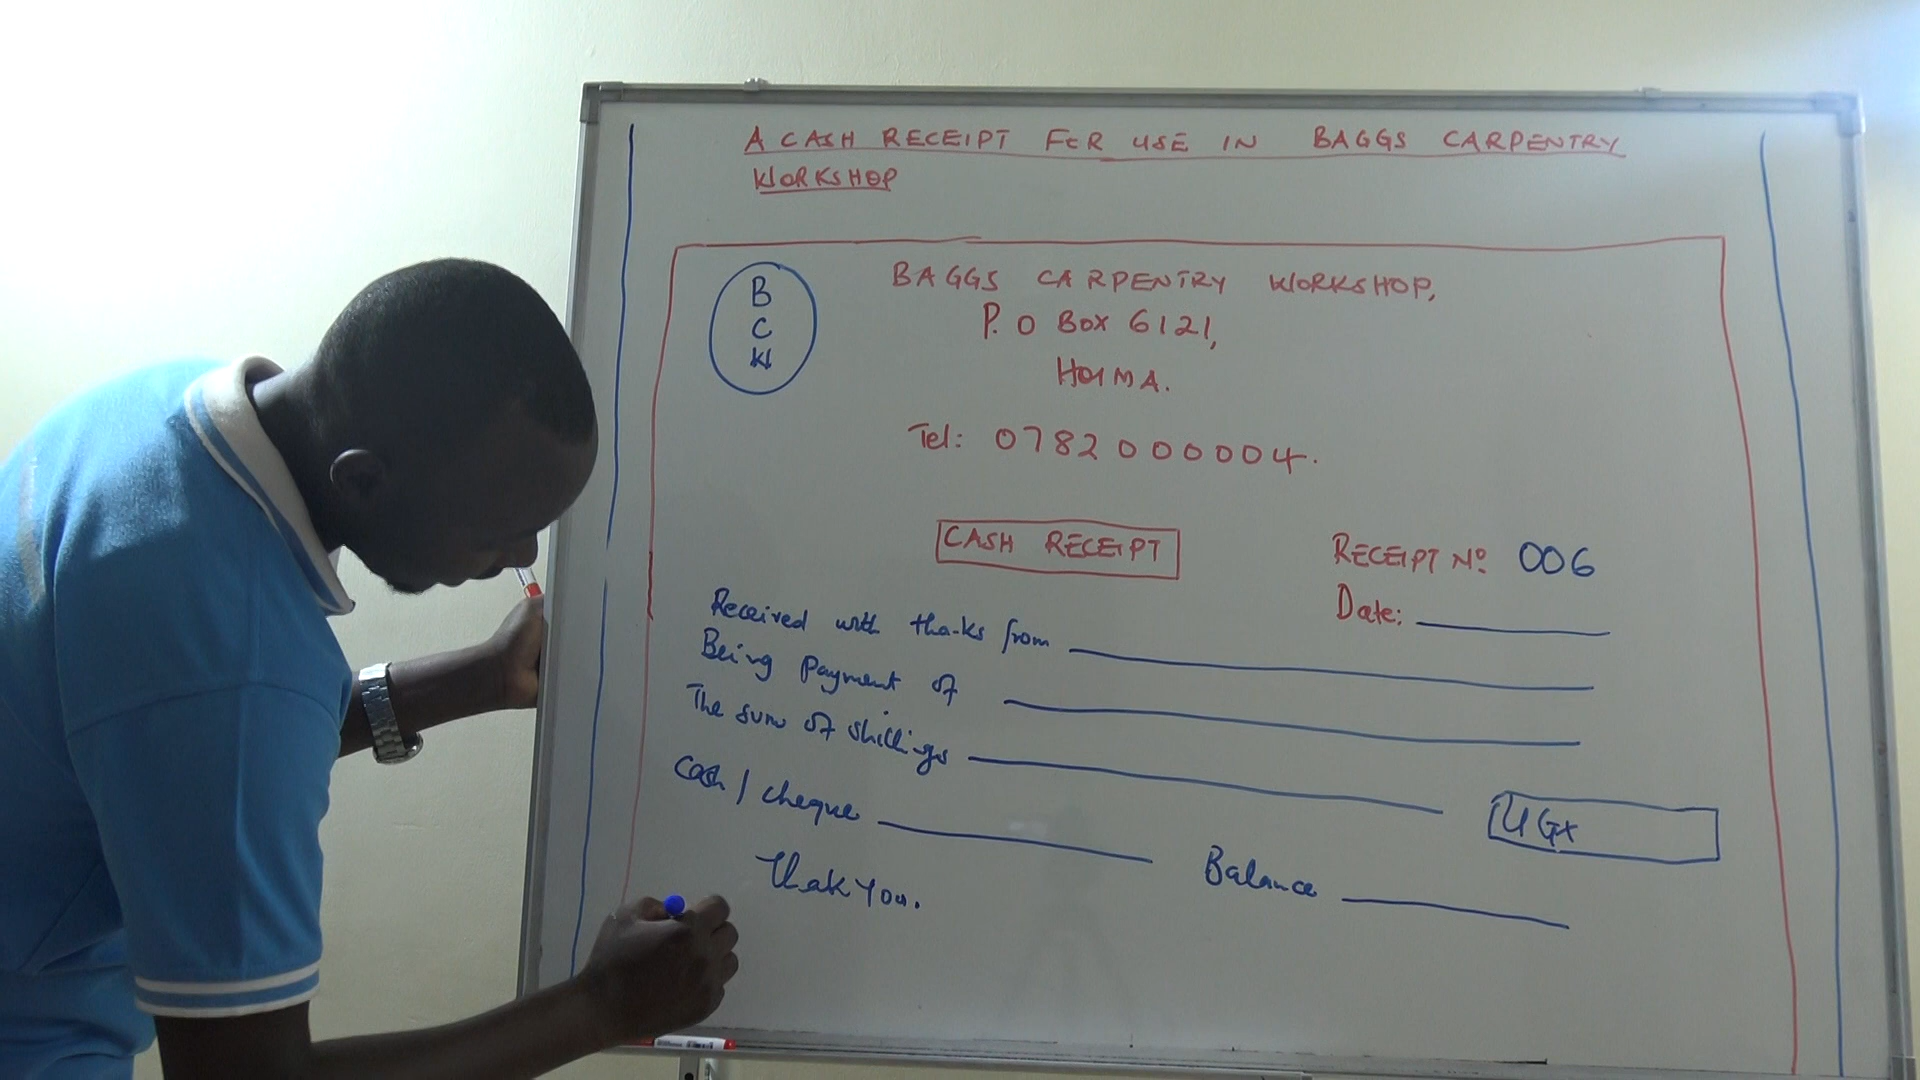 A CASH RECEIPT FOR USE IN BAGGS CARPENTRY
WORKSHOP
B
C
W
BAGGS CARPENTRY WORKSHOP,
P. O BOX 6121,
HOIMA.
Tel: 0782000004.
CASH RECEIPT
RECEIPT No: 006
Date:
Received with thanks from
Being payment of
The sum of shillings
Cash / cheque
UGX
Thank You.
Balance